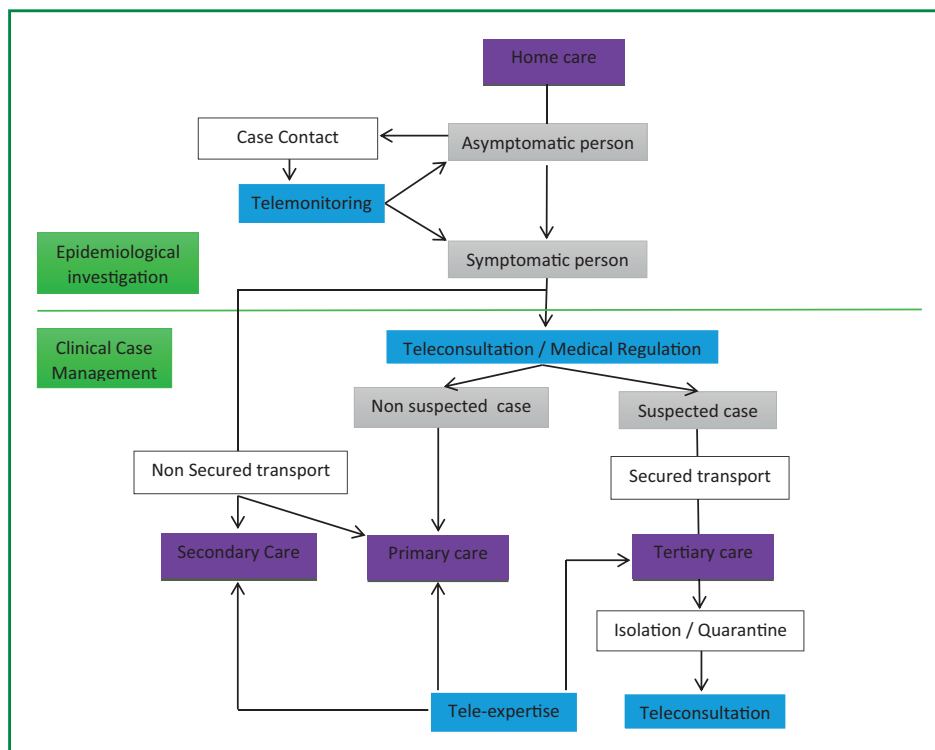 Home care
Case Contact
Asymptomatic person
Telemonitoring
Epidemiological
investigation
Symptomatic person
Clinical Case
Management
Teleconsultation / Medical Regulation
Non suspected case
Suspected case
Non Secured transport
Secured transport
Secondary Care
Primary care
Tertiary care
Isolation / Quarantine
Tele-expertise
Teleconsultation